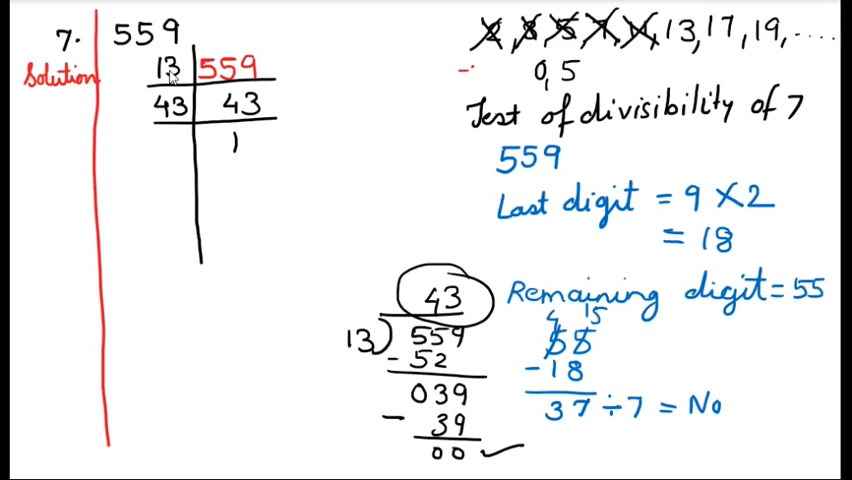 7. 559
Solution
13 | 559
43 | 43
1
2, 3, 5, 7, 11, 13, 17, 19, ....
0, 5
Test of divisibility of 7
559
Last digit = 9 X 2
= 18
Remaining digit = 55
4 15
55
-18
37 ÷ 7 = No
43
13) 559
- 52
039
- 39
00 ✓